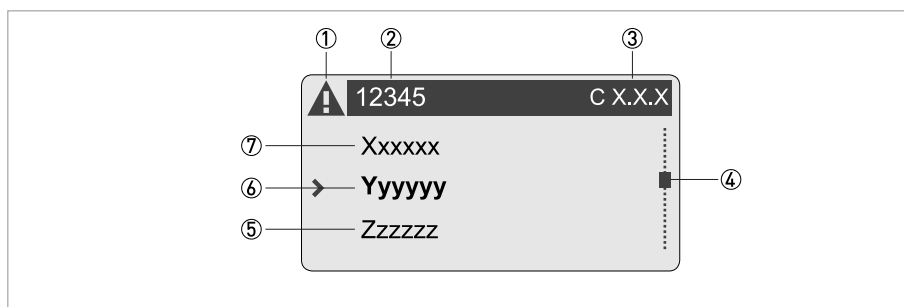 ① ② ③
12345 C X.X.X
⑦ Xxxxxx
⑥ Yyyyyy ④
⑤ Zzzzzz